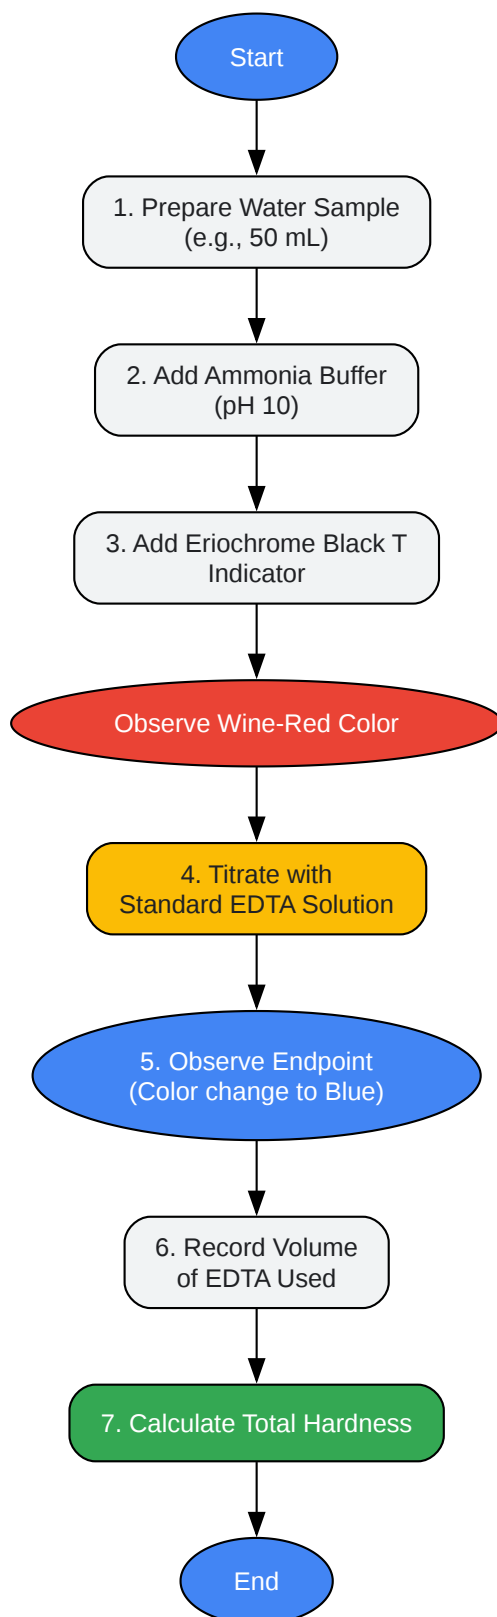 Start
1. Prepare Water Sample
(e.g., 50 mL)
2. Add Ammonia Buffer
(pH 10)
3. Add Eriochrome Black T
Indicator
Observe Wine-Red Color
4. Titrate with
Standard EDTA Solution
5. Observe Endpoint
(Color change to Blue)
6. Record Volume
of EDTA Used
7. Calculate Total Hardness
End